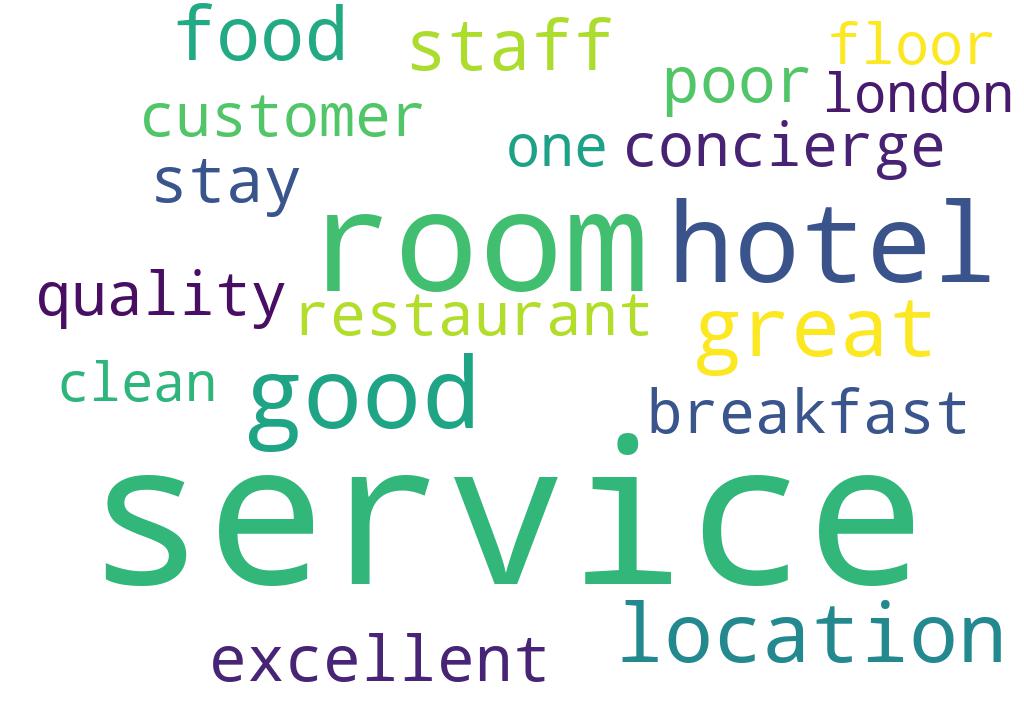 food
staff
floor
poor
london
customer
one
concierge
stay
room
hotel
quality
restaurant
great
clean
good
breakfast
service
location
excellent